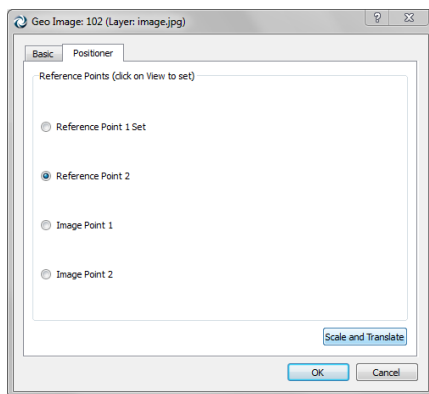 Geo Image: 102 (Layer: image.jpg)
Basic Positioner
Reference Points (click on View to set)
Reference Point 1 Set
Reference Point 2
Image Point 1
Image Point 2
Scale and Translate
OK Cancel